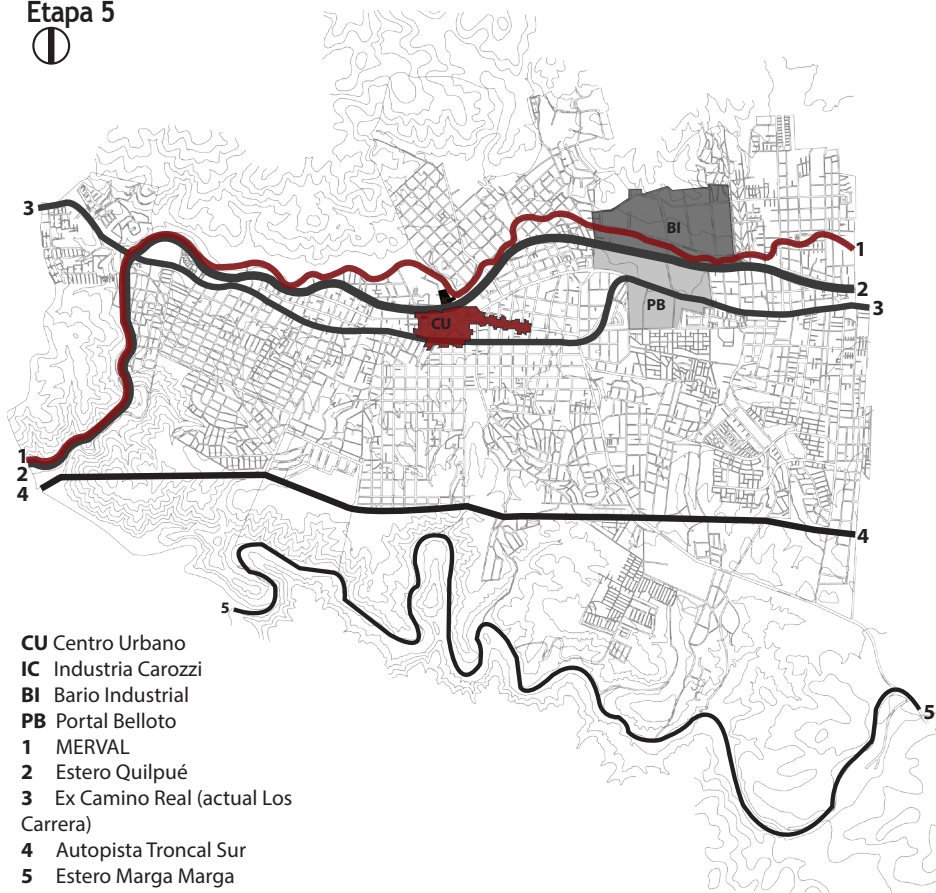 Etapa 5
3
BI
1
2
PB
3
CU
1
2
4
4
5
5
CU Centro Urbano
IC Industria Carozzi
BI Bario Industrial
PB Portal Belloto
1 MERVAL
2 Estero Quilpué
3 Ex Camino Real (actual Los
Carrera)
4 Autopista Troncal Sur
5 Estero Marga Marga